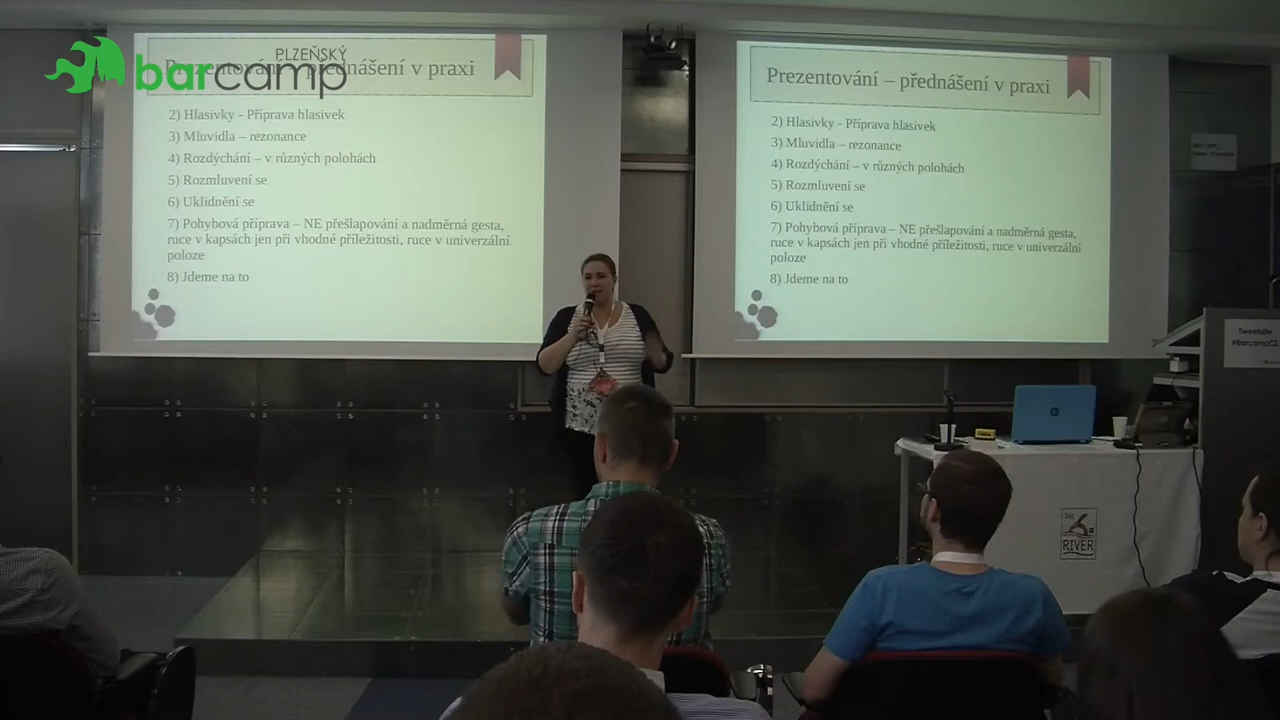 PLZEŇSKÝ
barcamp
Prezentování – přednášení v praxi
2) Hlasivky - Příprava hlasivek
3) Mluvidla – rezonance
4) Rozdýchání – v různých polohách
5) Rozmluvení se
6) Uklidnění se
7) Pohybová příprava – NE přešlapování a nadměrná gesta,
ruce v kapsách jen při vhodné příležitosti, ruce v univerzální
poloze
8) Jdeme na to
Prezentování – přednášení v praxi
2) Hlasivky - Příprava hlasivek
3) Mluvidla – rezonance
4) Rozdýchání – v různých polohách
5) Rozmluvení se
6) Uklidnění se
7) Pohybová příprava – NE přešlapování a nadměrná gesta,
ruce v kapsách jen při vhodné příležitosti, ruce v univerzální
poloze
8) Jdeme na to
Tweetujte
#BarcampCZ
hp
THE
RIVER